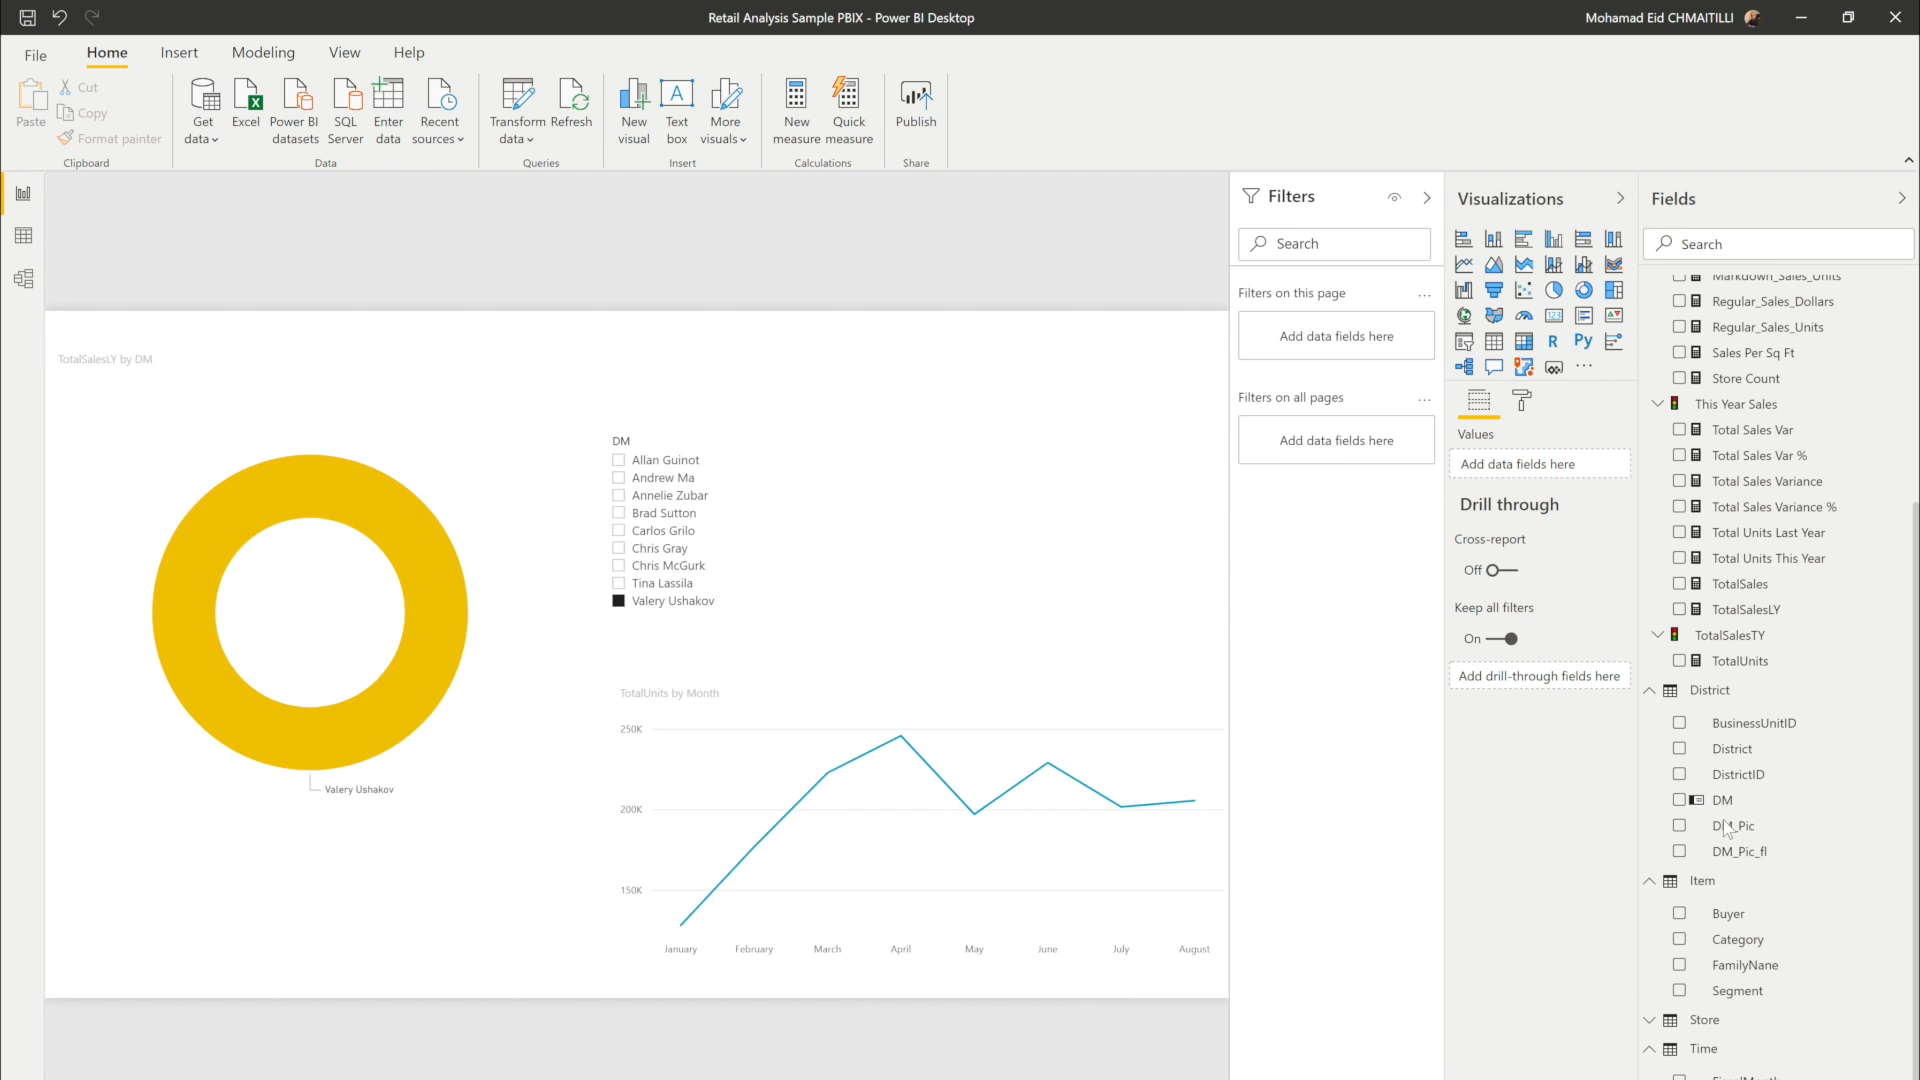 Retail Analysis Sample PBIX - Power BI Desktop
Mohamad Eid CHMAITILLI
File
Home
Insert
Modeling
View
Help
Paste
Cut
Copy
Format painter
Clipboard
Get data
Excel
Power BI datasets
SQL Server
Enter data
Recent sources
Data
Transform data
Refresh
Queries
New visual
Text box
More visuals
Insert
New measure
Quick measure
Calculations
Publish
Share
TotalSalesLY by DM
Valery Ushakov
DM
Allan Guinot
Andrew Ma
Annelie Zubar
Brad Sutton
Carlos Grilo
Chris Gray
Chris McGurk
Tina Lassila
Valery Ushakov
TotalUnits by Month
250K
200K
150K
January
February
March
April
May
June
July
August
Filters
Search
Filters on this page
...
Add data fields here
Filters on all pages
...
Add data fields here
Visualizations
123
R
Py
...
Values
Add data fields here
Drill through
Cross-report
Off
Keep all filters
On
Add drill-through fields here
Fields
Search
Markdown_Sales_Units
Regular_Sales_Dollars
Regular_Sales_Units
Sales Per Sq Ft
Store Count
This Year Sales
Total Sales Var
Total Sales Var %
Total Sales Variance
Total Sales Variance %
Total Units Last Year
Total Units This Year
TotalSales
TotalSalesLY
TotalSalesTY
TotalUnits
District
BusinessUnitID
District
DistrictID
DM
DM_Pic
DM_Pic_fl
Item
Buyer
Category
FamilyNane
Segment
Store
Time